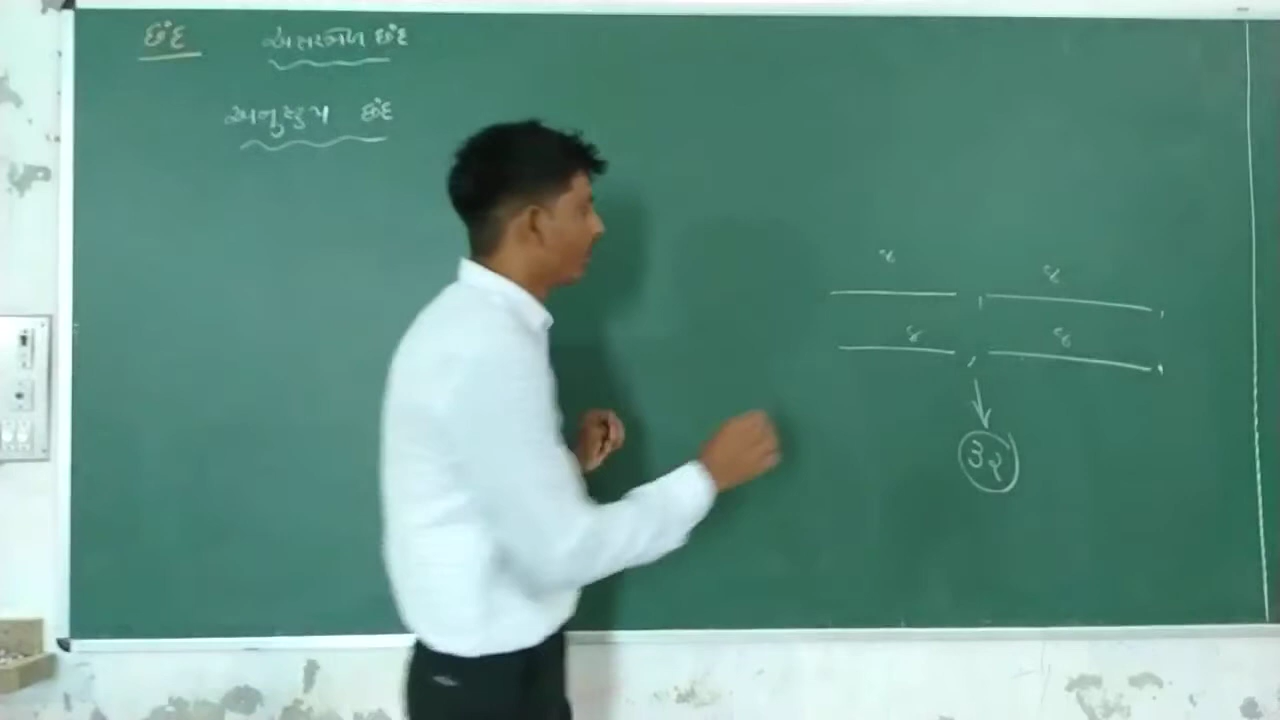 છંદ અક્ષરમેળ છંદ
અનુષ્ટુપ છંદ
૮ ૮
૮ , ૮
૩૨